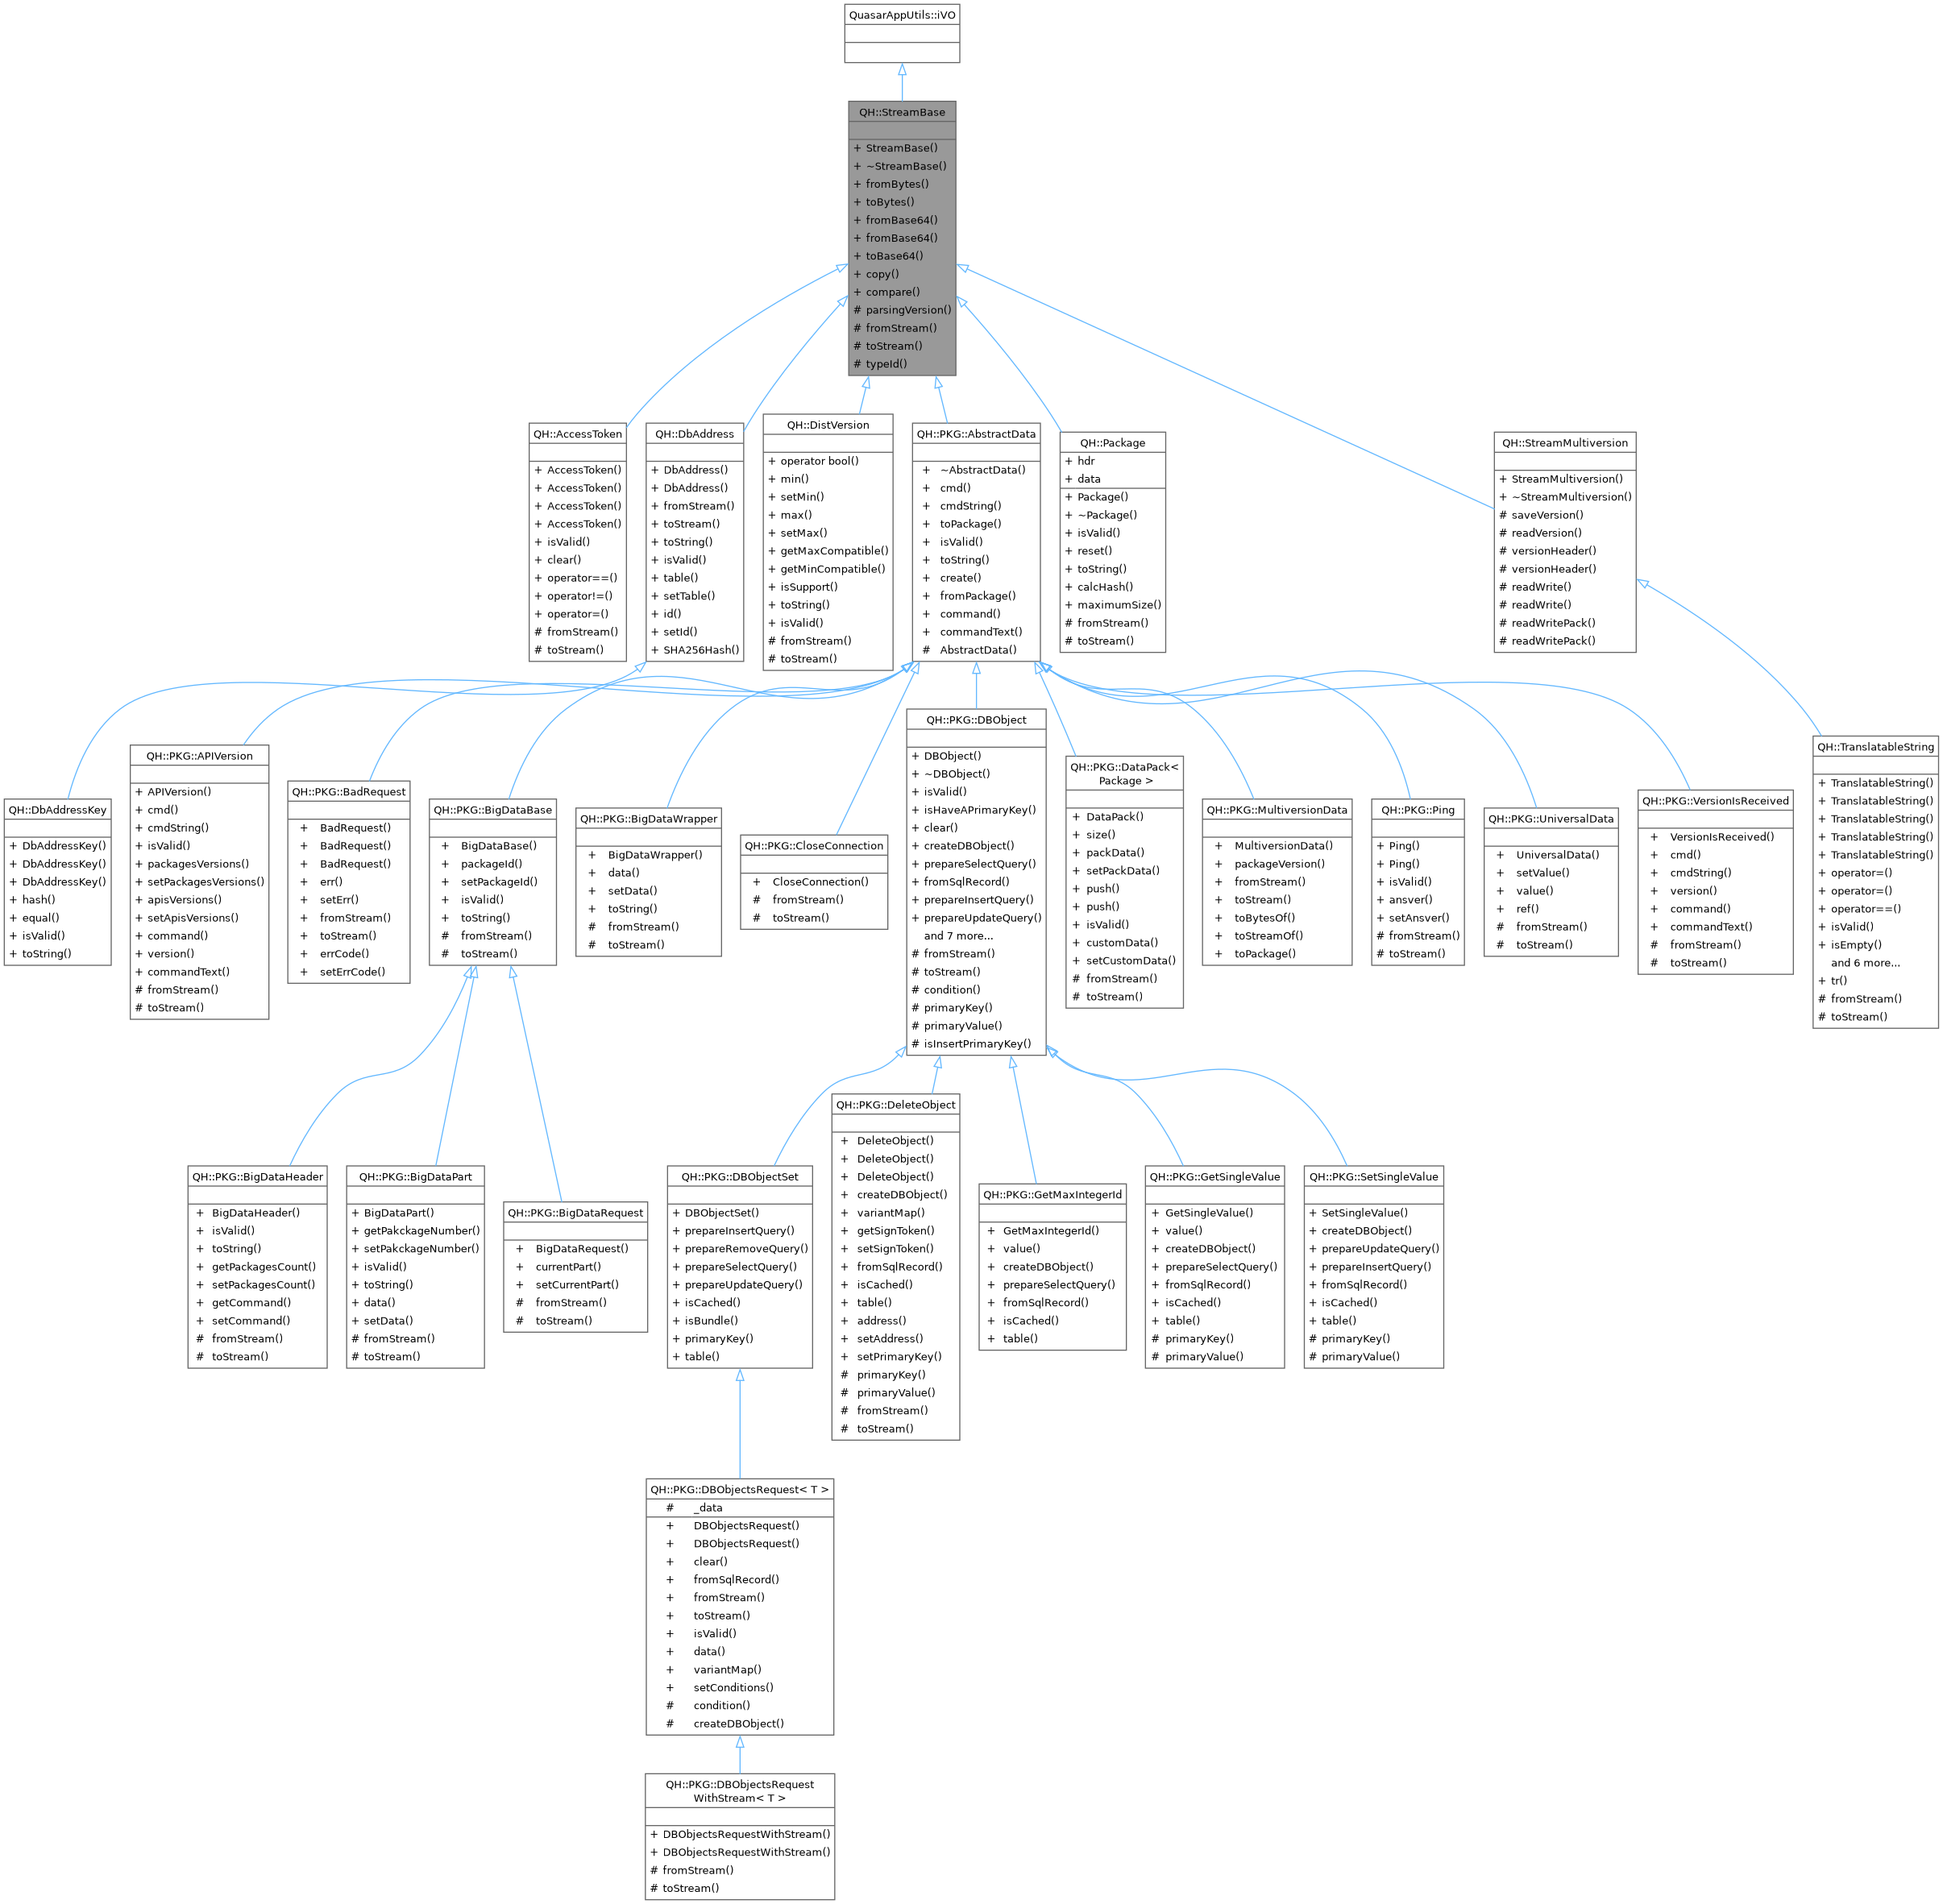 QuasarAppUtils::iVO
QH::StreamBase
+ StreamBase()
+ ~StreamBase()
+ fromBytes()
+ toBytes()
+ fromBase64()
+ fromBase64()
+ toBase64()
+ copy()
+ compare()
# parsingVersion()
# fromStream()
# toStream()
# typeId()
QH::AccessToken
+ AccessToken()
+ AccessToken()
+ AccessToken()
+ AccessToken()
+ isValid()
+ clear()
+ operator==()
+ operator!=()
+ operator=()
# fromStream()
# toStream()
QH::DbAddress
+ DbAddress()
+ DbAddress()
+ fromStream()
+ toStream()
+ toString()
+ isValid()
+ table()
+ setTable()
+ id()
+ setId()
+ SHA256Hash()
QH::DistVersion
+ operator bool()
+ min()
+ setMin()
+ max()
+ setMax()
+ getMaxCompatible()
+ getMinCompatible()
+ isSupport()
+ toString()
+ isValid()
# fromStream()
# toStream()
QH::PKG::AbstractData
+ ~AbstractData()
+ cmd()
+ cmdString()
+ toPackage()
+ isValid()
+ toString()
+ create()
+ fromPackage()
+ command()
+ commandText()
# AbstractData()
QH::Package
+ hdr
+ data
+ Package()
+ ~Package()
+ isValid()
+ reset()
+ toString()
+ calcHash()
+ maximumSize()
# fromStream()
# toStream()
QH::StreamMultiversion
+ StreamMultiversion()
+ ~StreamMultiversion()
# saveVersion()
# readVersion()
# versionHeader()
# versionHeader()
# readWrite()
# readWrite()
# readWritePack()
# readWritePack()
QH::DbAddressKey
+ DbAddressKey()
+ DbAddressKey()
+ DbAddressKey()
+ hash()
+ equal()
+ isValid()
+ toString()
QH::PKG::APIVersion
+ APIVersion()
+ cmd()
+ cmdString()
+ isValid()
+ packagesVersions()
+ setPackagesVersions()
+ apisVersions()
+ setApisVersions()
+ command()
+ version()
+ commandText()
# fromStream()
# toStream()
QH::PKG::BadRequest
+ BadRequest()
+ BadRequest()
+ BadRequest()
+ err()
+ setErr()
+ fromStream()
+ toStream()
+ errCode()
+ setErrCode()
QH::PKG::BigDataBase
+ BigDataBase()
+ packageId()
+ setPackageId()
+ isValid()
+ toString()
# fromStream()
# toStream()
QH::PKG::BigDataWrapper
+ BigDataWrapper()
+ data()
+ setData()
+ toString()
# fromStream()
# toStream()
QH::PKG::CloseConnection
+ CloseConnection()
# fromStream()
# toStream()
QH::PKG::DBObject
+ DBObject()
+ ~DBObject()
+ isValid()
+ isHaveAPrimaryKey()
+ clear()
+ createDBObject()
+ prepareSelectQuery()
+ fromSqlRecord()
+ prepareInsertQuery()
+ prepareUpdateQuery()
and 7 more...
# fromStream()
# toStream()
# condition()
# primaryKey()
# primaryValue()
# isInsertPrimaryKey()
QH::PKG::DataPack<
Package >
+ DataPack()
+ size()
+ packData()
+ setPackData()
+ push()
+ push()
+ isValid()
+ customData()
+ setCustomData()
# fromStream()
# toStream()
QH::PKG::MultiversionData
+ MultiversionData()
+ packageVersion()
+ fromStream()
+ toStream()
+ toBytesOf()
+ toStreamOf()
+ toPackage()
QH::PKG::Ping
+ Ping()
+ Ping()
+ isValid()
+ ansver()
+ setAnsver()
# fromStream()
# toStream()
QH::PKG::UniversalData
+ UniversalData()
+ setValue()
+ value()
+ ref()
# fromStream()
# toStream()
QH::PKG::VersionIsReceived
+ VersionIsReceived()
+ cmd()
+ cmdString()
+ version()
+ command()
+ commandText()
# fromStream()
# toStream()
QH::TranslatableString
+ TranslatableString()
+ TranslatableString()
+ TranslatableString()
+ TranslatableString()
+ TranslatableString()
+ operator=()
+ operator=()
+ operator==()
+ isValid()
+ isEmpty()
and 6 more...
+ tr()
# fromStream()
# toStream()
QH::PKG::BigDataHeader
+ BigDataHeader()
+ isValid()
+ toString()
+ getPackagesCount()
+ setPackagesCount()
+ getCommand()
+ setCommand()
# fromStream()
# toStream()
QH::PKG::BigDataPart
+ BigDataPart()
+ getPakckageNumber()
+ setPakckageNumber()
+ isValid()
+ toString()
+ data()
+ setData()
# fromStream()
# toStream()
QH::PKG::BigDataRequest
+ BigDataRequest()
+ currentPart()
+ setCurrentPart()
# fromStream()
# toStream()
QH::PKG::DBObjectSet
+ DBObjectSet()
+ prepareInsertQuery()
+ prepareRemoveQuery()
+ prepareSelectQuery()
+ prepareUpdateQuery()
+ isCached()
+ isBundle()
+ primaryKey()
+ table()
QH::PKG::DeleteObject
+ DeleteObject()
+ DeleteObject()
+ DeleteObject()
+ createDBObject()
+ variantMap()
+ getSignToken()
+ setSignToken()
+ fromSqlRecord()
+ isCached()
+ table()
+ address()
+ setAddress()
+ setPrimaryKey()
# primaryKey()
# primaryValue()
# fromStream()
# toStream()
QH::PKG::GetMaxIntegerId
+ GetMaxIntegerId()
+ value()
+ createDBObject()
+ prepareSelectQuery()
+ fromSqlRecord()
+ isCached()
+ table()
QH::PKG::GetSingleValue
+ GetSingleValue()
+ value()
+ createDBObject()
+ prepareSelectQuery()
+ fromSqlRecord()
+ isCached()
+ table()
# primaryKey()
# primaryValue()
QH::PKG::SetSingleValue
+ SetSingleValue()
+ createDBObject()
+ prepareUpdateQuery()
+ prepareInsertQuery()
+ fromSqlRecord()
+ isCached()
+ table()
# primaryKey()
# primaryValue()
QH::PKG::DBObjectsRequest< T >
# _data
+ DBObjectsRequest()
+ DBObjectsRequest()
+ clear()
+ fromSqlRecord()
+ fromStream()
+ toStream()
+ isValid()
+ data()
+ variantMap()
+ setConditions()
# condition()
# createDBObject()
QH::PKG::DBObjectsRequest
WithStream< T >
+ DBObjectsRequestWithStream()
+ DBObjectsRequestWithStream()
# fromStream()
# toStream()